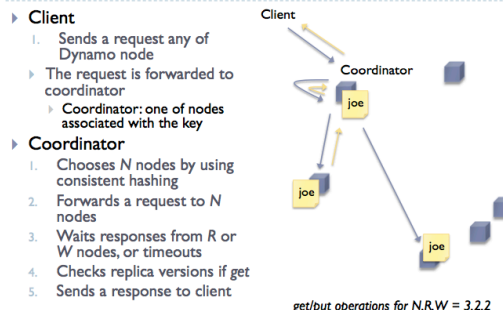 Client
1. Sends a request any of
Dynamo node
The request is forwarded to
coordinator
Coordinator: one of nodes
associated with the key
Coordinator
1. Chooses N nodes by using
consistent hashing
2. Forwards a request to N
nodes
3. Waits responses from R or
W nodes, or timeouts
4. Checks replica versions if get
5. Sends a response to client
Client
Coordinator
joe
joe
joe
get/put operations for N,R,W = 3,2,2